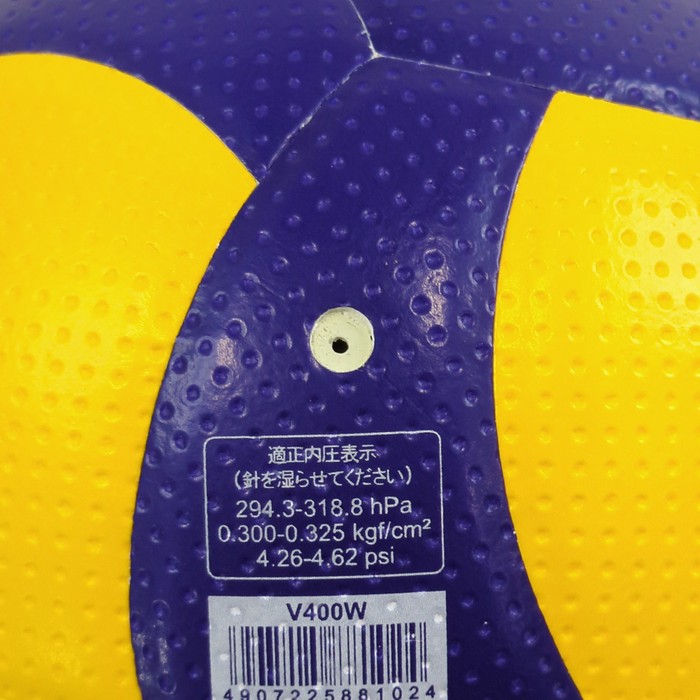 適正内圧表示
（針を湿らせてください）
294.3-318.8 hPa
0.300-0.325 kgf/cm²
4.26-4.62 psi
V400W
4907225881024